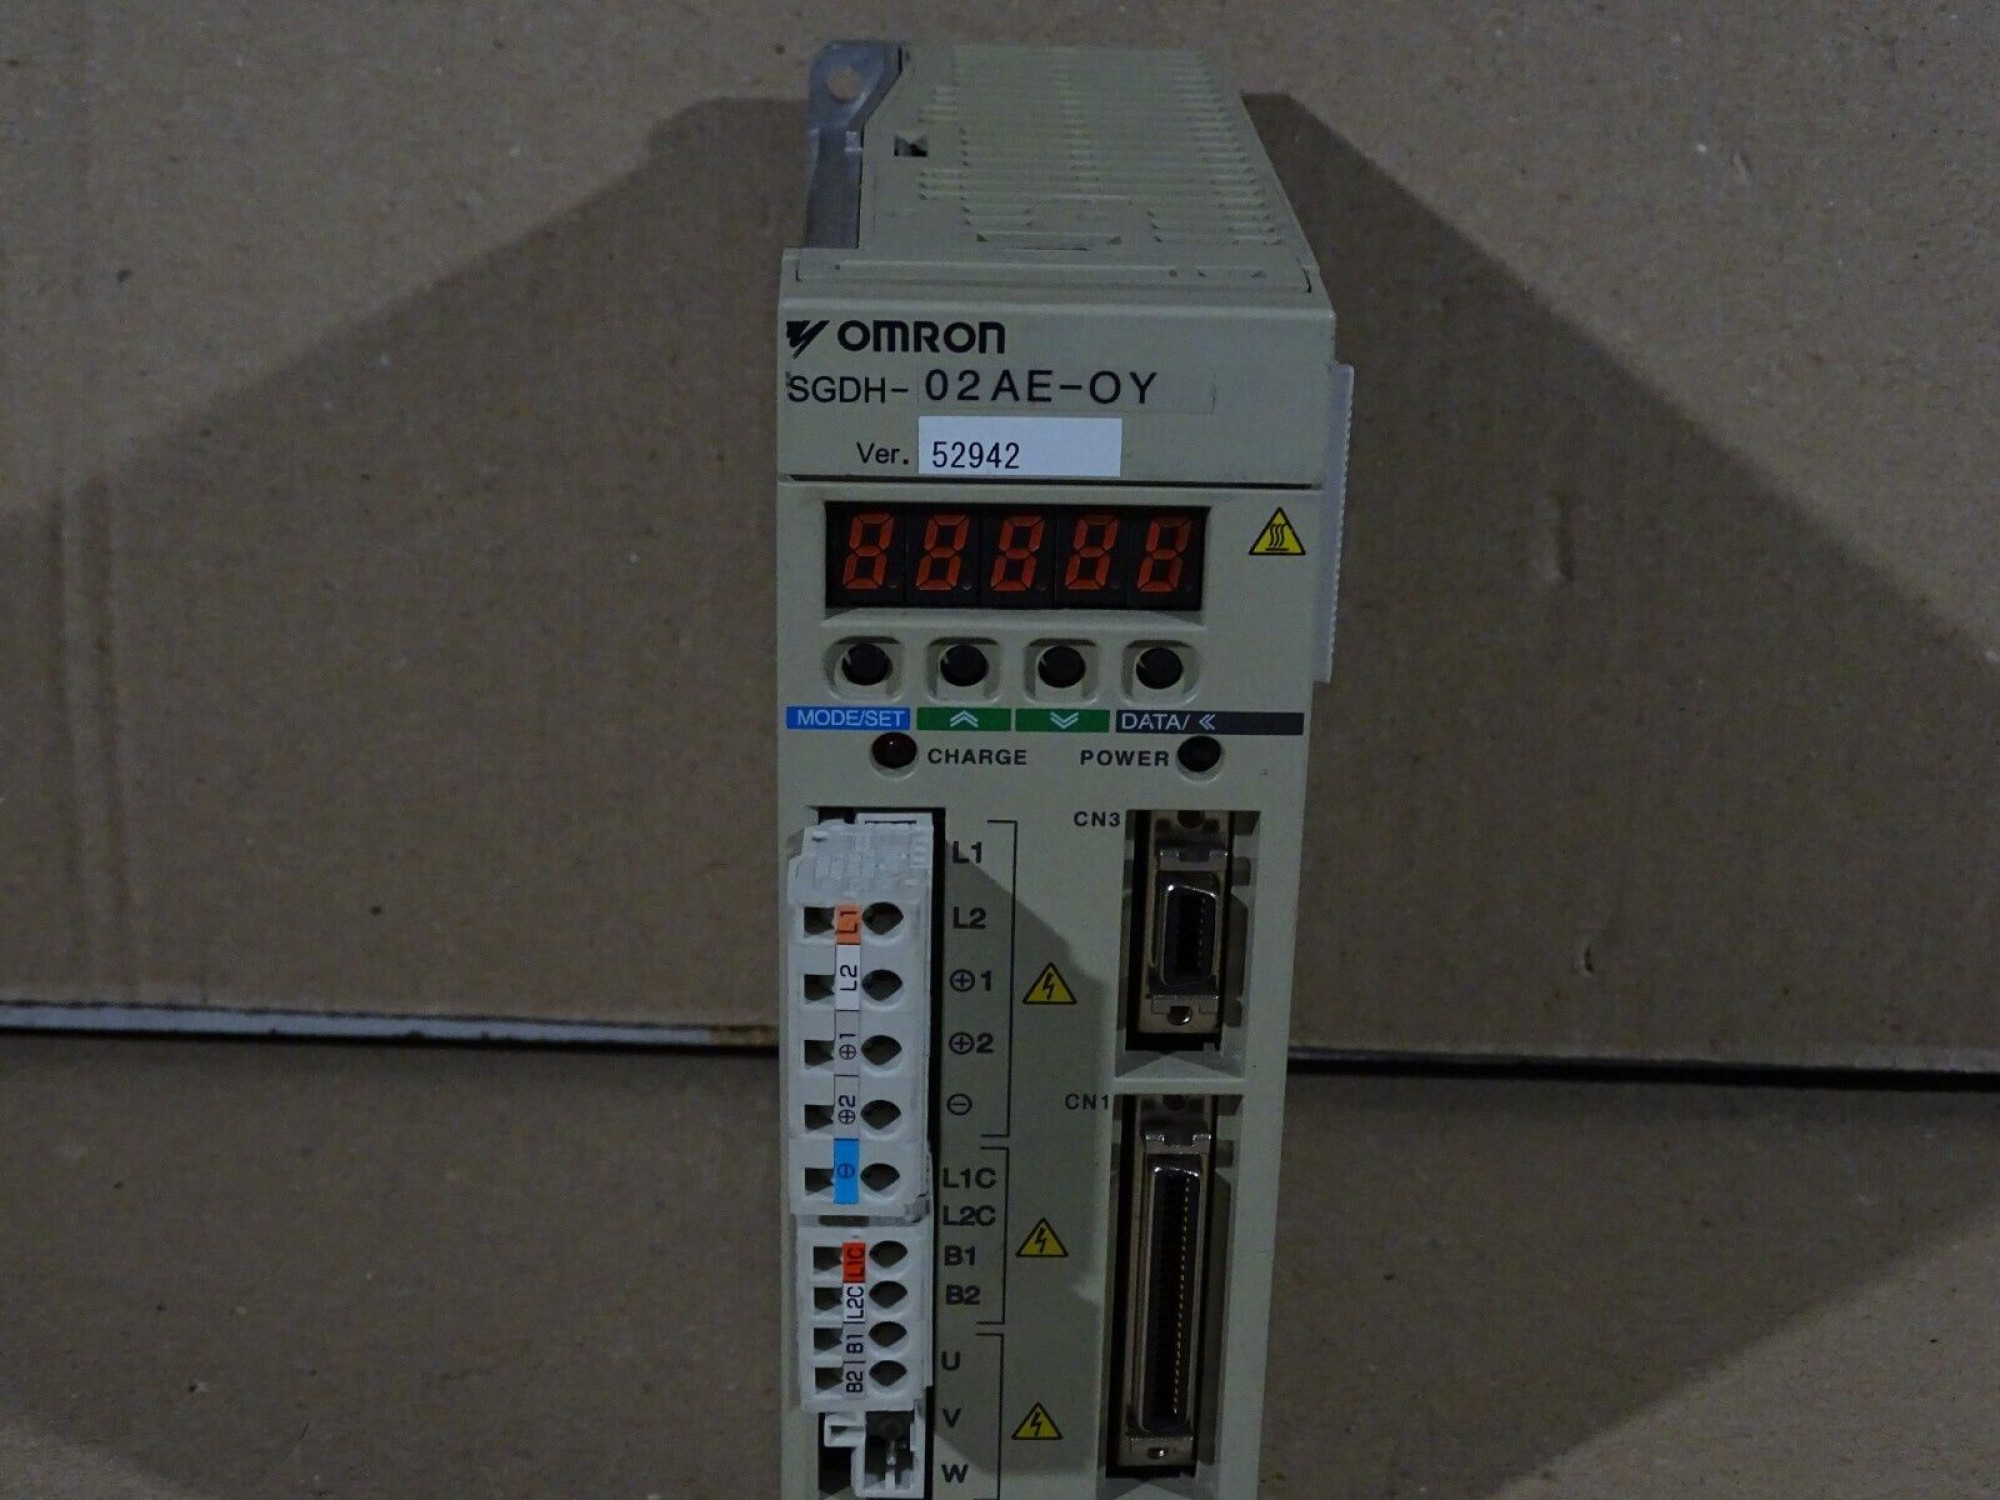 OMRON
SGDH- 02AE-OY
Ver. 52942
MODE/SET DATA/
CHARGE POWER
CN3
L1
L2
⊕1
⊕2
⊖
L1C
L2C
B1
B2
U
V
W
CN1
L1
L2
⊕1
⊕2
⊖
L1C
L2C
B1
B2